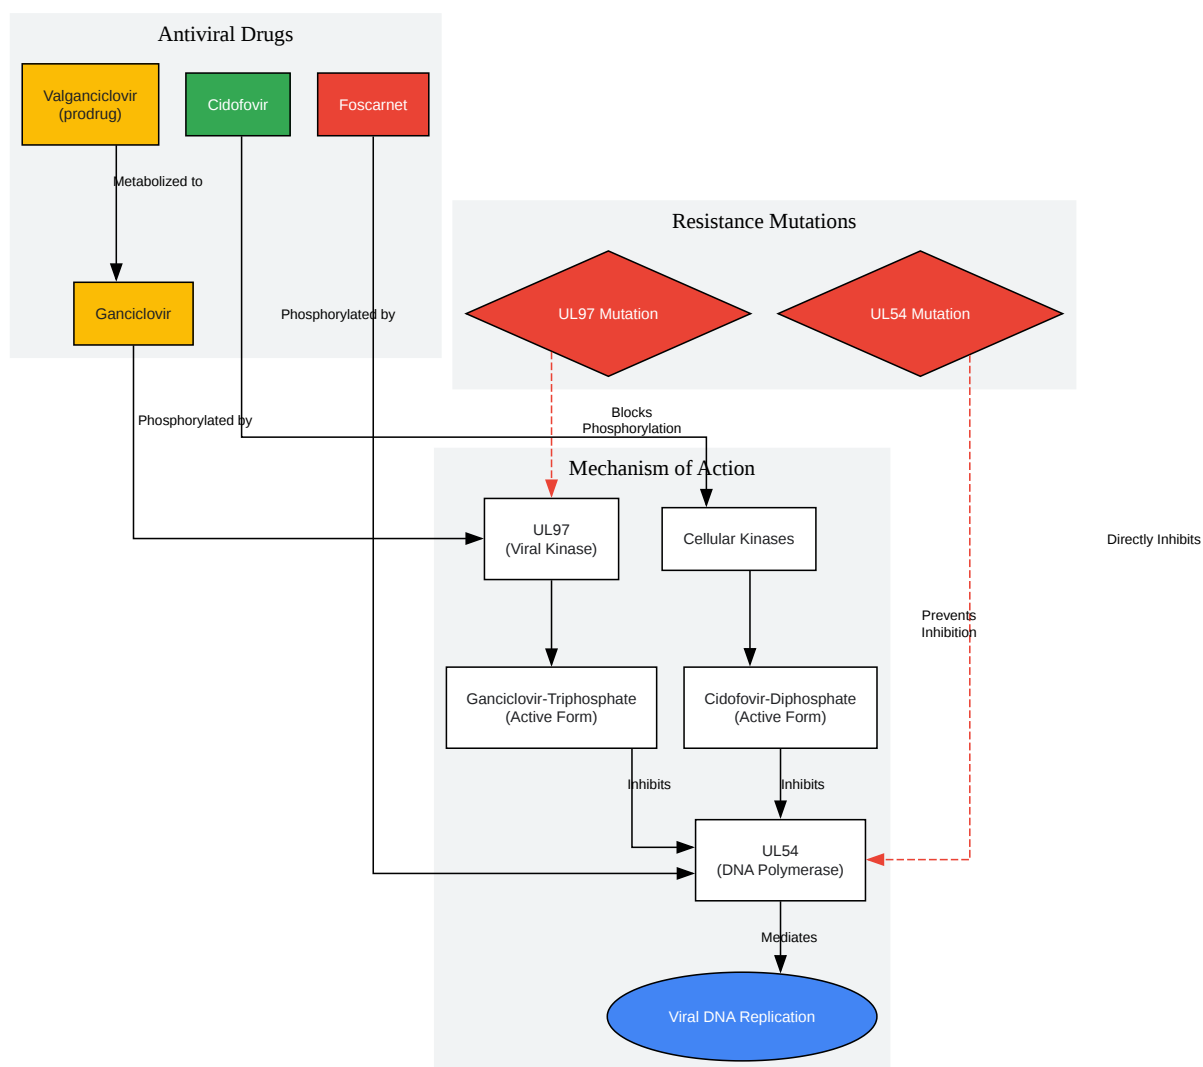 Antiviral Drugs
Valganciclovir
(prodrug)
Cidofovir
Foscarnet
Metabolized to
Resistance Mutations
Ganciclovir
Phosphorylated by
UL97 Mutation
UL54 Mutation
Phosphorylated by
Blocks
Phosphorylation
Mechanism of Action
UL97
(Viral Kinase)
Cellular Kinases
Directly Inhibits
Prevents
Inhibition
Ganciclovir-Triphosphate
(Active Form)
Cidofovir-Diphosphate
(Active Form)
Inhibits
Inhibits
UL54
(DNA Polymerase)
Mediates
Viral DNA Replication